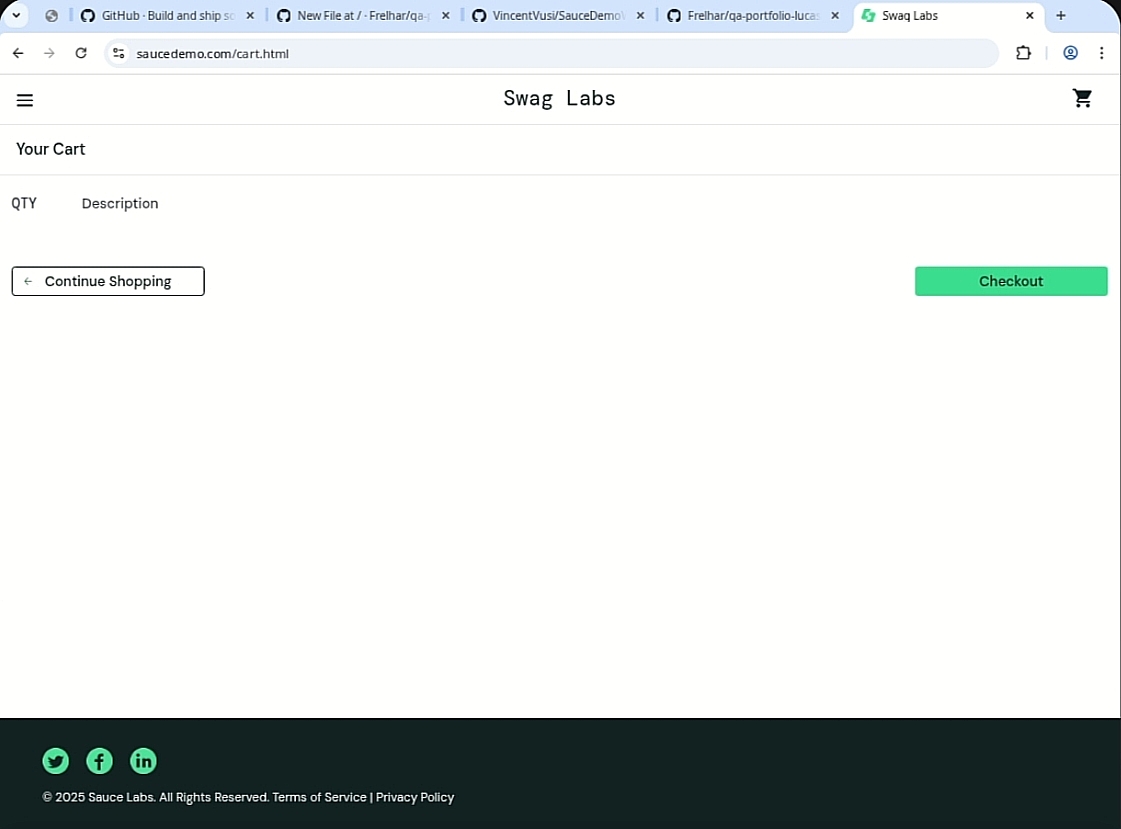 GitHub · Build and ship so
New File at / · Frelhar/qa-p
VincentVusi/SauceDemo
Frelhar/qa-portfolio-lucas
Swag Labs
saucedemo.com/cart.html
Swag Labs
Your Cart
QTY Description
Continue Shopping
Checkout
© 2025 Sauce Labs. All Rights Reserved. Terms of Service | Privacy Policy